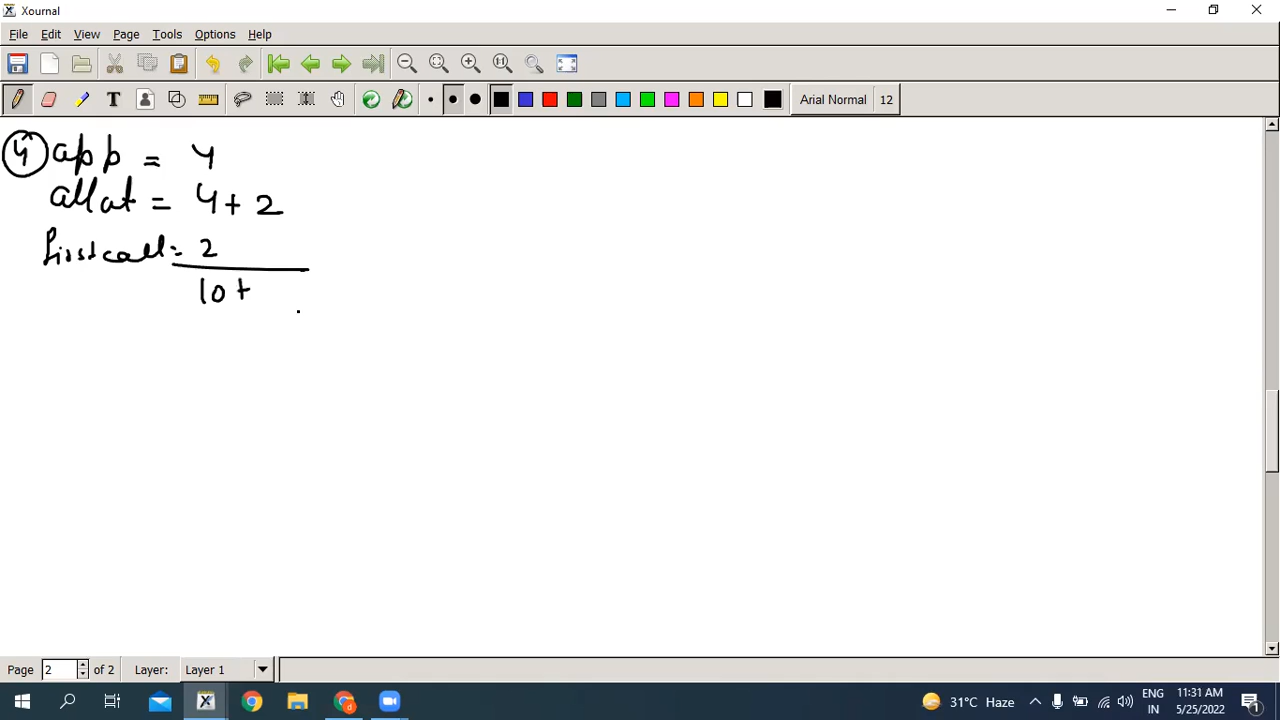 Xournal
File Edit View Page Tools Options Help
Arial Normal 12
4 app = 4
allot = 4 + 2
first call = 2
10 +
Page 2 of 2 Layer: Layer 1
31°C Haze ENG 11:31 AM
IN 5/25/2022